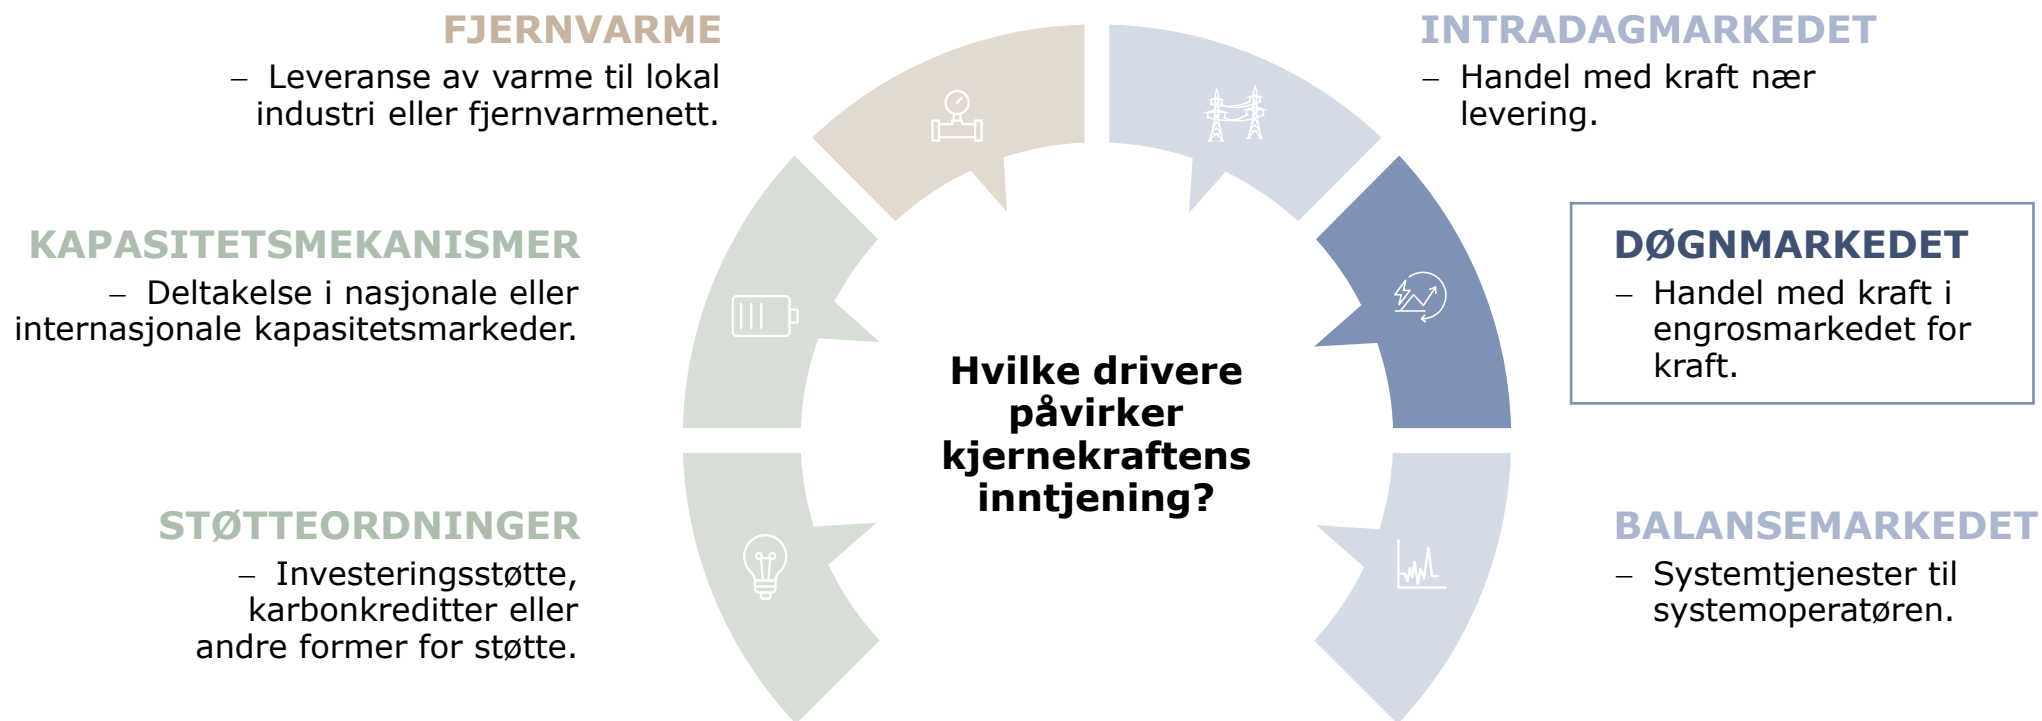 FJERNVARME
– Leveranse av varme til lokal
industri eller fjernvarmenett.
KAPASITETSMEKANISMER
– Deltakelse i nasjonale eller
internasjonale kapasitetsmarkeder.
STØTTEORDNINGER
– Investeringsstøtte,
karbonkreditter eller
andre former for støtte.
Hvilke drivere
påvirker
kjernekraftens
inntjening?
INTRADAGMARKEDET
– Handel med kraft nær
levering.
DØGNMARKEDET
– Handel med kraft i
engrosmarkedet for
kraft.
BALANSEMARKEDET
– Systemtjenester til
systemoperatøren.